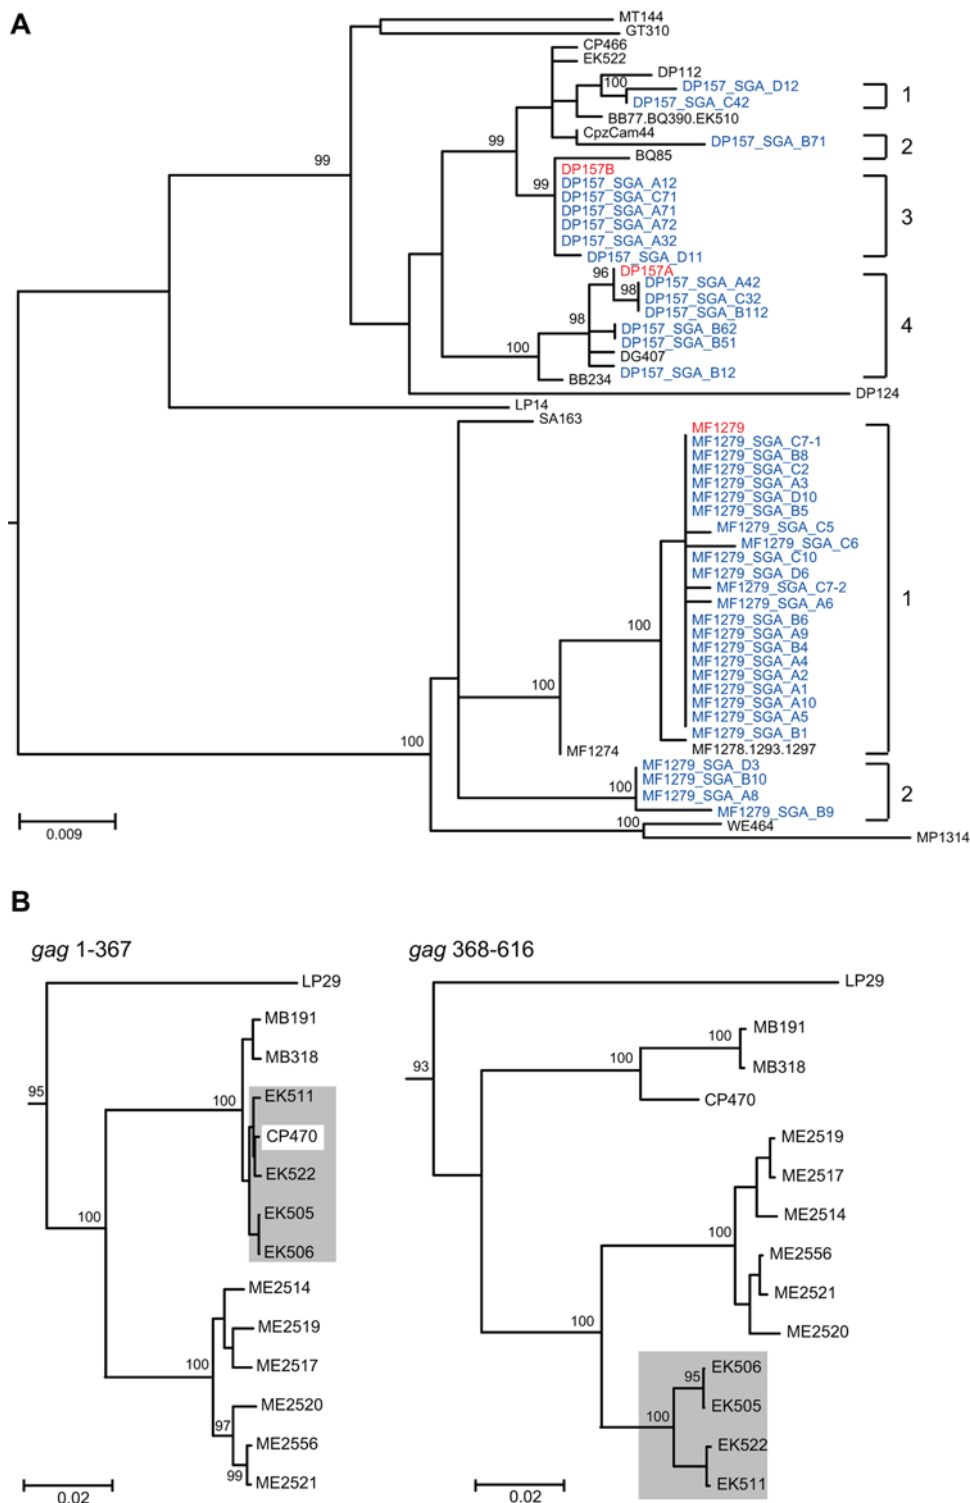 A
MT144
GT310
CP466
EK522
DP112
100
DP157_SGA_D12
DP157_SGA_C42
1
BB77.BQ390.EK510
CpzCam44
DP157_SGA_B71
2
99
99
BQ85
DP157B
99
DP157_SGA_A12
DP157_SGA_C71
DP157_SGA_A71
DP157_SGA_A72
DP157_SGA_A32
3
DP157_SGA_D11
96
DP157A
98
DP157_SGA_A42
DP157_SGA_C32
DP157_SGA_B112
98
DP157_SGA_B62
DP157_SGA_B51
4
100
DG407
DP157_SGA_B12
BB234
DP124
LP14
SA163
MF1279
MF1279_SGA_C7-1
MF1279_SGA_B8
MF1279_SGA_C2
MF1279_SGA_A3
MF1279_SGA_D10
MF1279_SGA_B5
MF1279_SGA_C5
MF1279_SGA_C6
MF1279_SGA_C10
MF1279_SGA_D6
MF1279_SGA_C7-2
MF1279_SGA_A6
1
100
MF1279_SGA_B6
MF1279_SGA_A9
MF1279_SGA_B4
MF1279_SGA_A4
MF1279_SGA_A2
100
MF1279_SGA_A1
MF1279_SGA_A10
MF1279_SGA_A5
MF1279_SGA_B1
100
MF1274
MF1278.1293.1297
MF1279_SGA_D3
MF1279_SGA_B10
100
MF1279_SGA_A8
2
MF1279_SGA_B9
100
WE464
MP1314
0.009
B
gag 1-367
LP29
MB191
MB318
95
100
EK511
CP470
EK522
100
EK505
EK506
ME2514
ME2519
100
ME2517
ME2520
97
ME2556
99
ME2521
0.02
gag 368-616
LP29
MB191
100
93
100
MB318
CP470
ME2519
ME2517
ME2514
100
ME2556
ME2521
100
ME2520
EK506
95
EK505
100
EK522
EK511
0.02